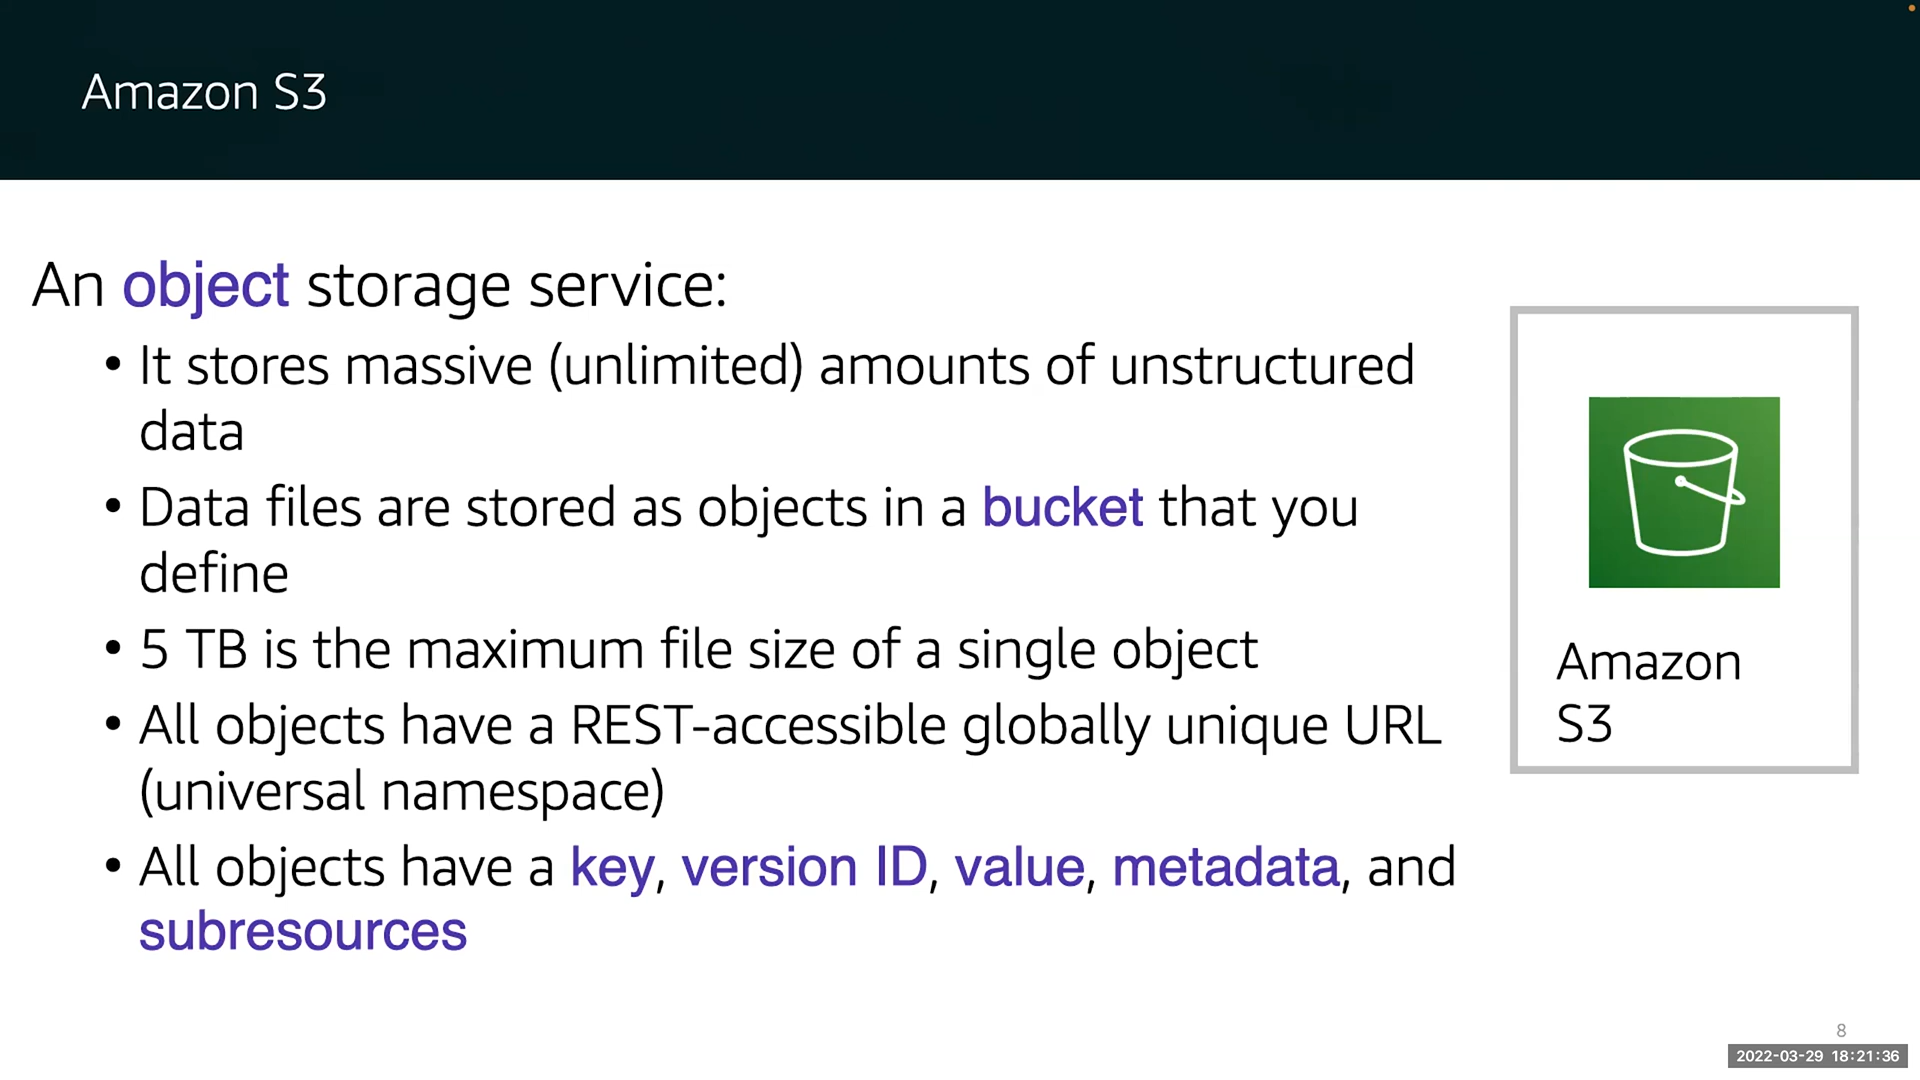 Amazon S3
An object storage service:
• It stores massive (unlimited) amounts of unstructured
data
• Data files are stored as objects in a bucket that you
define
• 5 TB is the maximum file size of a single object
• All objects have a REST-accessible globally unique URL
(universal namespace)
• All objects have a key, version ID, value, metadata, and
subresources
Amazon
S3
8
2022-03-29 18:21:36